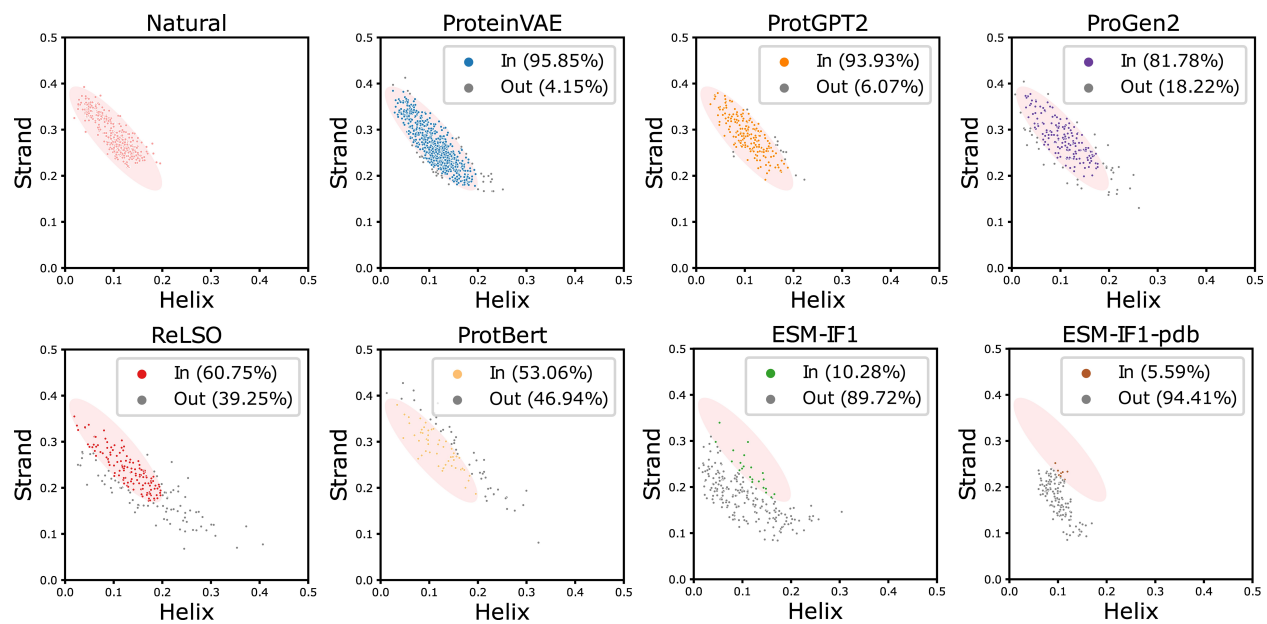 Natural
ProteinVAE
ProtGPT2
ProGen2
0.5
0.4
0.3
0.2
0.1
0.0
Strand
0.0 0.1 0.2 0.3 0.4 0.5
Helix
0.5
0.4
0.3
0.2
0.1
0.0
Strand
In (95.85%)
Out (4.15%)
0.0 0.1 0.2 0.3 0.4 0.5
Helix
0.5
0.4
0.3
0.2
0.1
0.0
Strand
In (93.93%)
Out (6.07%)
0.0 0.1 0.2 0.3 0.4 0.5
Helix
0.5
0.4
0.3
0.2
0.1
0.0
Strand
In (81.78%)
Out (18.22%)
0.0 0.1 0.2 0.3 0.4 0.5
Helix
ReLSO
ProtBert
ESM-IF1
ESM-IF1-pdb
0.5
0.4
0.3
0.2
0.1
0.0
Strand
In (60.75%)
Out (39.25%)
0.0 0.1 0.2 0.3 0.4 0.5
Helix
0.5
0.4
0.3
0.2
0.1
0.0
Strand
In (53.06%)
Out (46.94%)
0.0 0.1 0.2 0.3 0.4 0.5
Helix
0.5
0.4
0.3
0.2
0.1
0.0
Strand
In (10.28%)
Out (89.72%)
0.0 0.1 0.2 0.3 0.4 0.5
Helix
0.5
0.4
0.3
0.2
0.1
0.0
Strand
In (5.59%)
Out (94.41%)
0.0 0.1 0.2 0.3 0.4 0.5
Helix